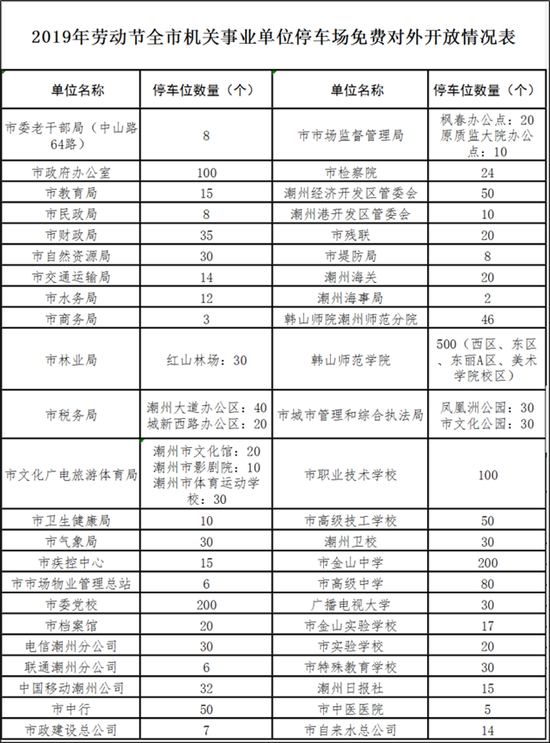 2019年劳动节全市机关事业单位停车场免费对外开放情况表
单位名称 停车位数量（个） 单位名称 停车位数量（个）
市委老干部局（中山路
64路）
8
市市场监督管理局
枫春办公点：20
原质监大院办公
点：10
市政府办公室 100 市检察院 24
市教育局 15 潮州经济开发区管委会 50
市民政局 8 潮州港开发区管委会 10
市财政局 35 市残联 20
市自然资源局 30 市堤防局 8
市交通运输局 14 潮州海关 20
市水务局 12 潮州海事局 2
市商务局 3 韩山师院潮州师范分院 46
市林业局 红山林场：30 韩山师范学院
500（西区、东区
、东丽A区、美术
学院校区）
市税务局
潮州大道办公区：40
城新西路办公区：20
市城市管理和综合执法局
凤凰洲公园：30
市文化公园：30
市文化广电旅游体育局
潮州市文化馆：20
潮州市影剧院：10
潮州市体育运动学
校：30
市职业技术学校 100
市卫生健康局 10 市高级技工学校 50
市气象局 30 潮州卫校 30
市疾控中心 15 市金山中学 200
市市场物业管理总站 6 市高级中学 80
市委党校 200 广播电视大学 30
市档案馆 20 市金山实验学校 17
电信潮州分公司 30 市实验学校 20
联通潮州分公司 6 市特殊教育学校 30
中国移动潮州公司 32 潮州日报社 15
市中行 50 市中医医院 5
市政建设总公司 7 市自来水总公司 14